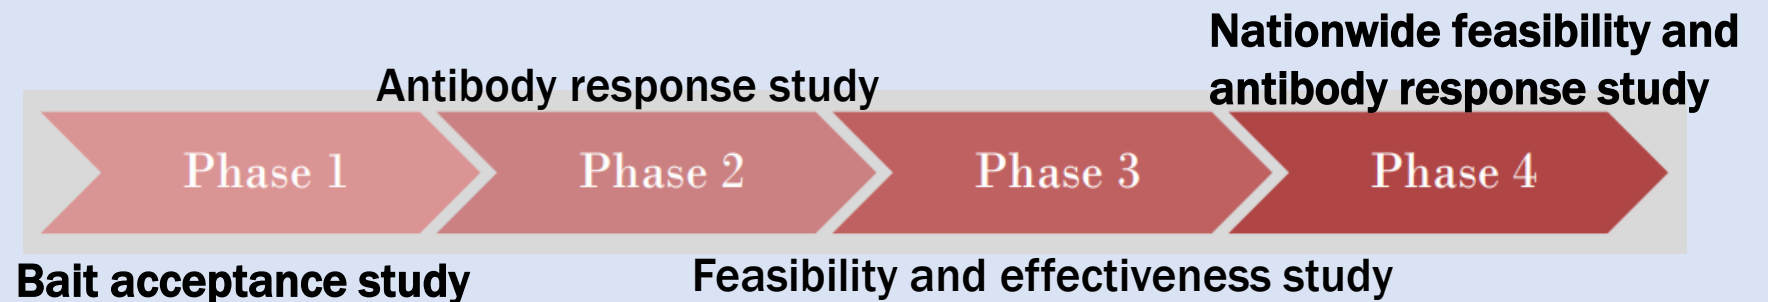 Nationwide feasibility and
antibody response study
Antibody response study
Phase 1
Phase 2
Phase 3
Phase 4
Bait acceptance study
Feasibility and effectiveness study